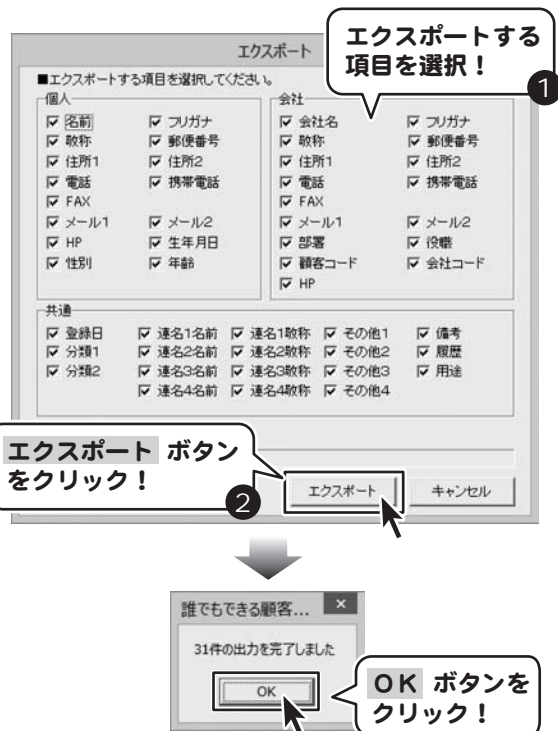 エクスポート
エクスポートする
項目を選択！
1
■エクスポートする項目を選択してください。
個人
名前 フリガナ
敬称 郵便番号
住所1 住所2
電話 携帯電話
FAX
メール1 メール2
HP 生年月日
性別 年齢
会社
会社名 フリガナ
敬称 郵便番号
住所1 住所2
電話 携帯電話
FAX
メール1 メール2
部署 役職
顧客コード 会社コード
HP
共通
登録日 連名1名前 連名1敬称 その他1 備考
分類1 連名2名前 連名2敬称 その他2 履歴
分類2 連名3名前 連名3敬称 その他3 用途
連名4名前 連名4敬称 その他4
エクスポート ボタン
をクリック！
2
エクスポート キャンセル
誰でもできる顧客... ×
31件の出力を完了しました
OK
ＯＫ ボタンを
クリック！